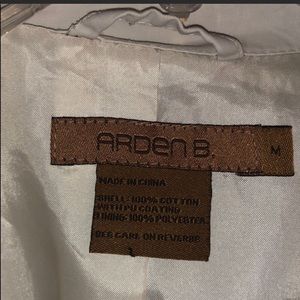 ARDEN B.
M
MADE IN CHINA
SHELL: 100% COTTON
WITH PU COATING
LINING: 100% POLYESTER
SEE CARE ON REVERSE